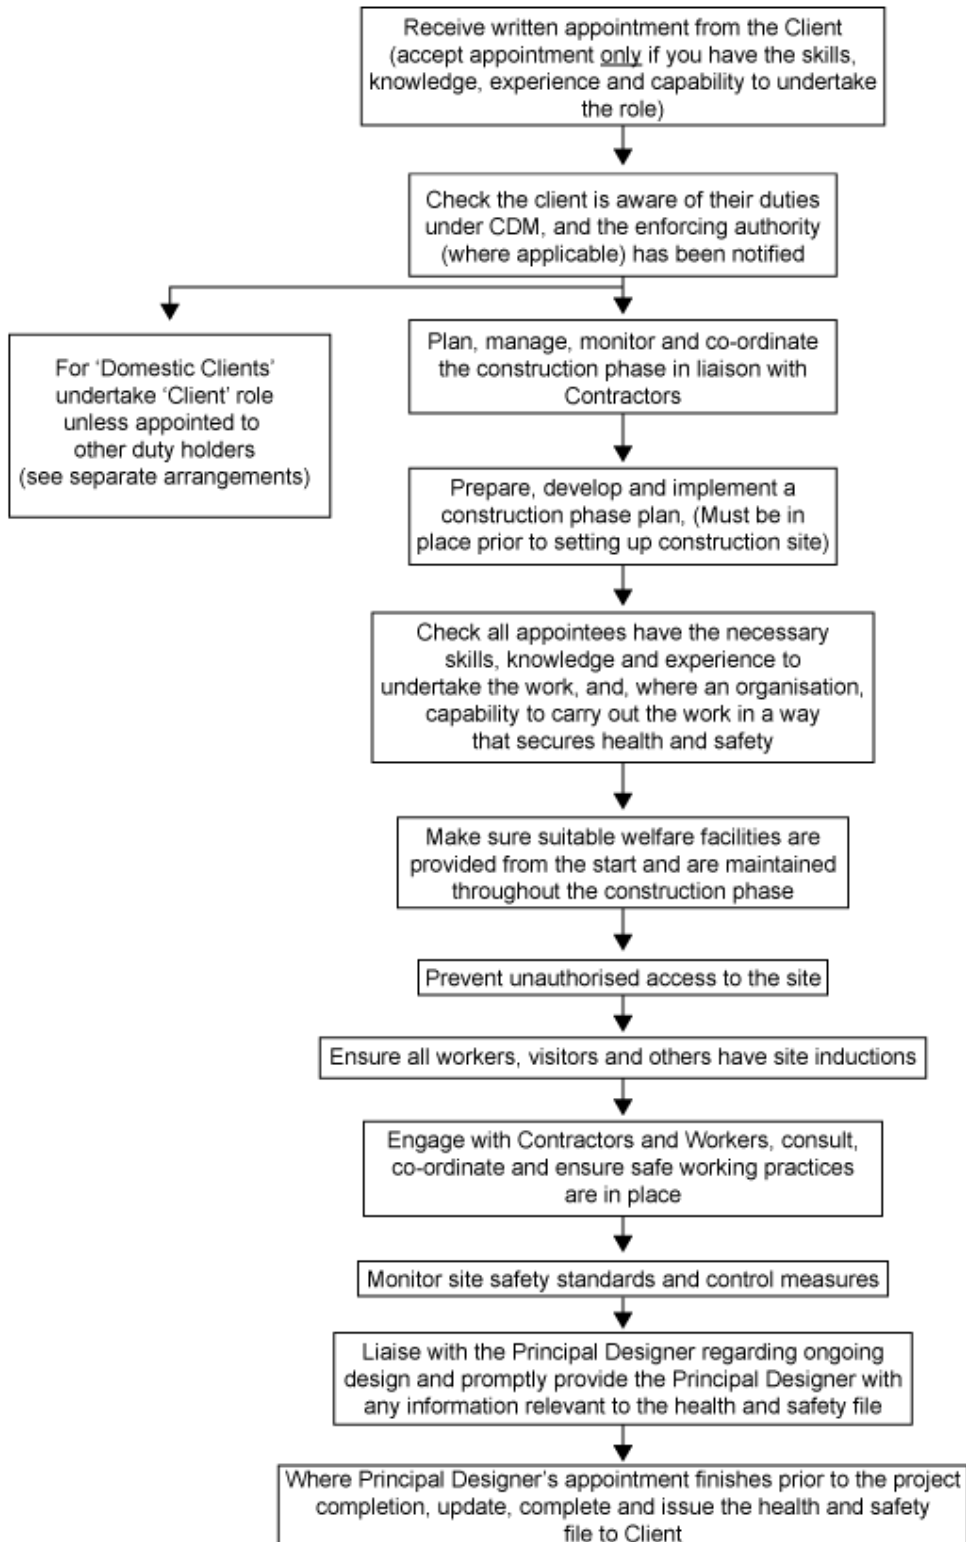 Receive written appointment from the Client
(accept appointment only if you have the skills,
knowledge, experience and capability to undertake
the role)
Check the client is aware of their duties
under CDM, and the enforcing authority
(where applicable) has been notified
For ‘Domestic Clients’
undertake ‘Client’ role
unless appointed to
other duty holders
(see separate arrangements)
Plan, manage, monitor and co-ordinate
the construction phase in liaison with
Contractors
Prepare, develop and implement a
construction phase plan, (Must be in
place prior to setting up construction site)
Check all appointees have the necessary
skills, knowledge and experience to
undertake the work, and, where an organisation,
capability to carry out the work in a way
that secures health and safety
Make sure suitable welfare facilities are
provided from the start and are maintained
throughout the construction phase
Prevent unauthorised access to the site
Ensure all workers, visitors and others have site inductions
Engage with Contractors and Workers, consult,
co-ordinate and ensure safe working practices
are in place
Monitor site safety standards and control measures
Liaise with the Principal Designer regarding ongoing
design and promptly provide the Principal Designer with
any information relevant to the health and safety file
Where Principal Designer’s appointment finishes prior to the project
completion, update, complete and issue the health and safety
file to Client